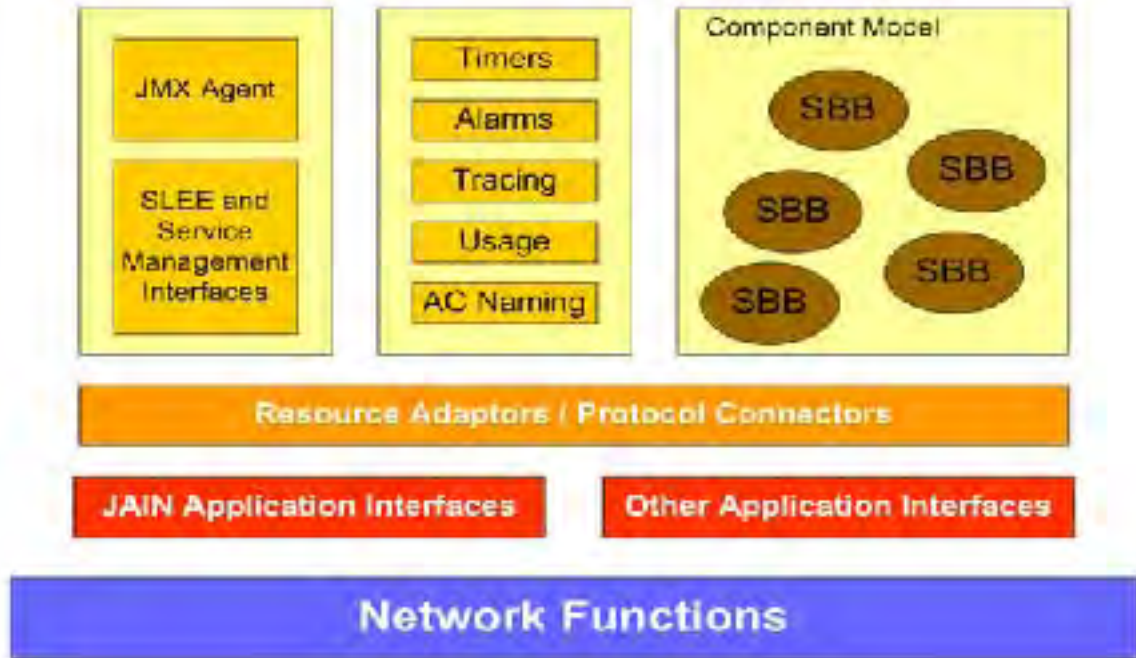 JMX Agent
SLEE and
Service
Management
Interfaces
Timers
Alarms
Tracing
Usage
AC Naming
Component Model
SBB
SBB
SBB
SBB
SBB
Resource Adaptors / Protocol Connectors
JAIN Application Interfaces
Other Application Interfaces
Network Functions